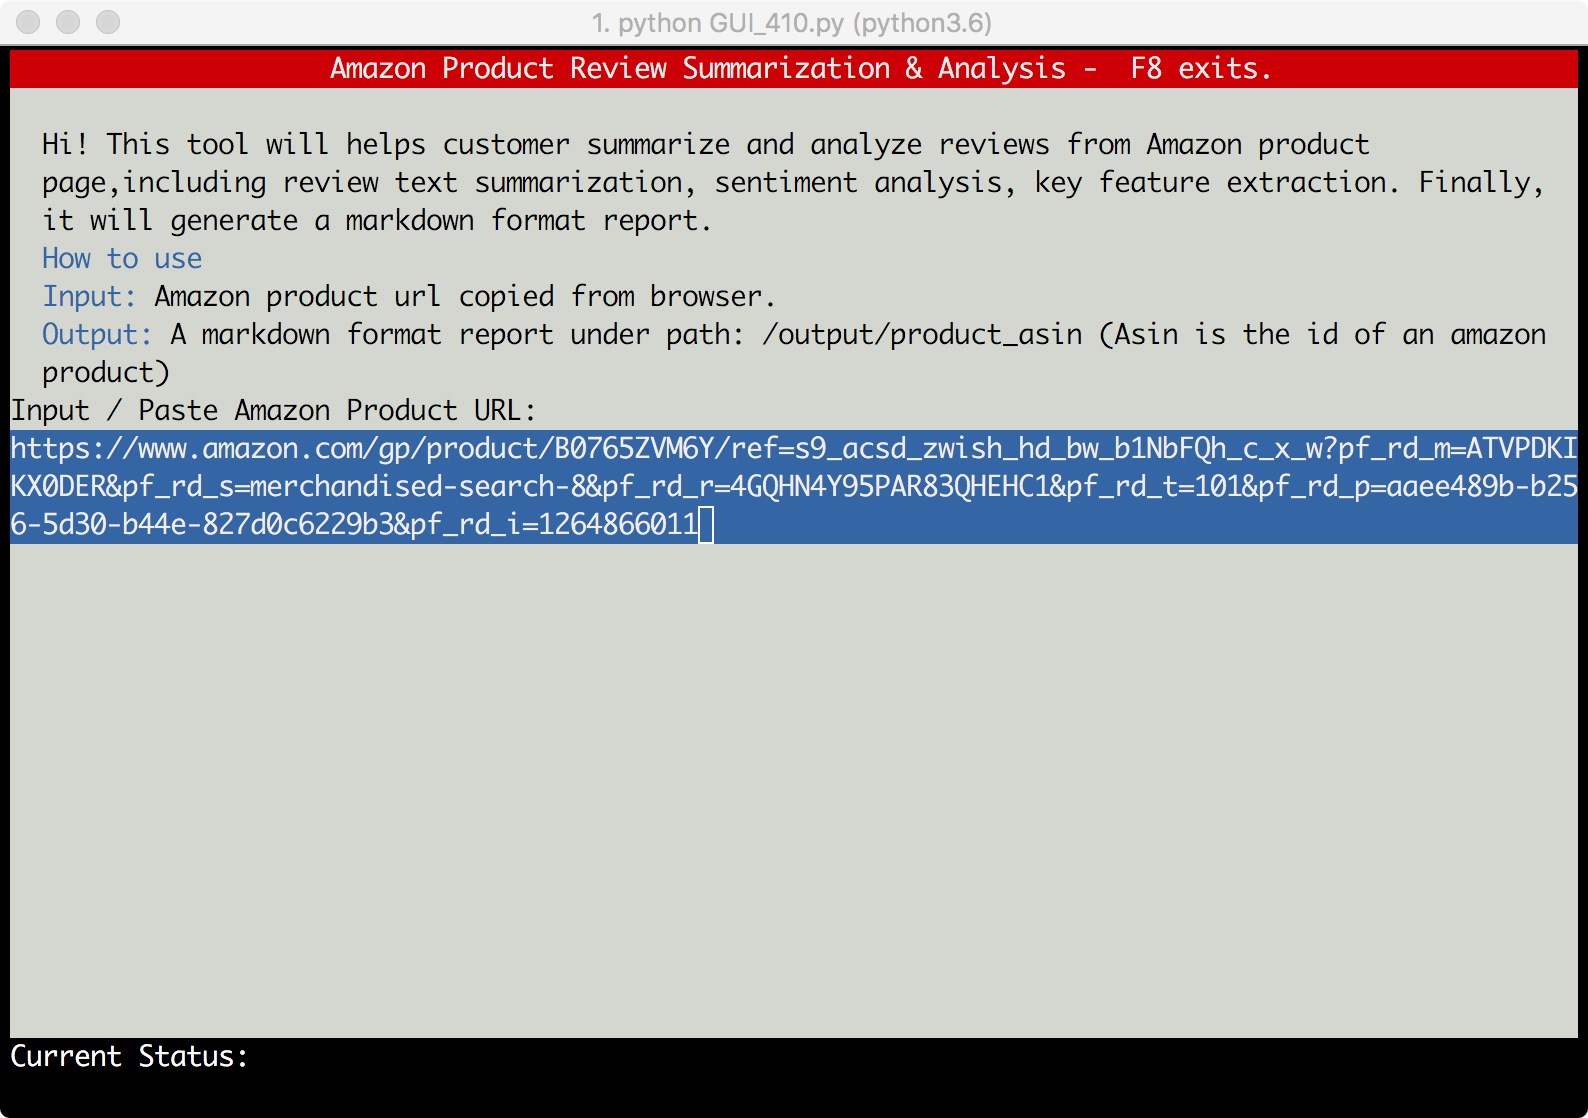 1. python GUI_410.py (python3.6)
Amazon Product Review Summarization & Analysis -  F8 exits.
Hi! This tool will helps customer summarize and analyze reviews from Amazon product
page,including review text summarization, sentiment analysis, key feature extraction. Finally,
it will generate a markdown format report.
How to use
Input: Amazon product url copied from browser.
Output: A markdown format report under path: /output/product_asin (Asin is the id of an amazon
product)
Input / Paste Amazon Product URL:
https://www.amazon.com/gp/product/B0765ZVM6Y/ref=s9_acsd_zwish_hd_bw_b1NbFQh_c_x_w?pf_rd_m=ATVPDKI
KX0DER&pf_rd_s=merchandised-search-8&pf_rd_r=4GQHN4Y95PAR83QHEHC1&pf_rd_t=101&pf_rd_p=aaee489b-b25
6-5d30-b44e-827d0c6229b3&pf_rd_i=1264866011
Current Status: